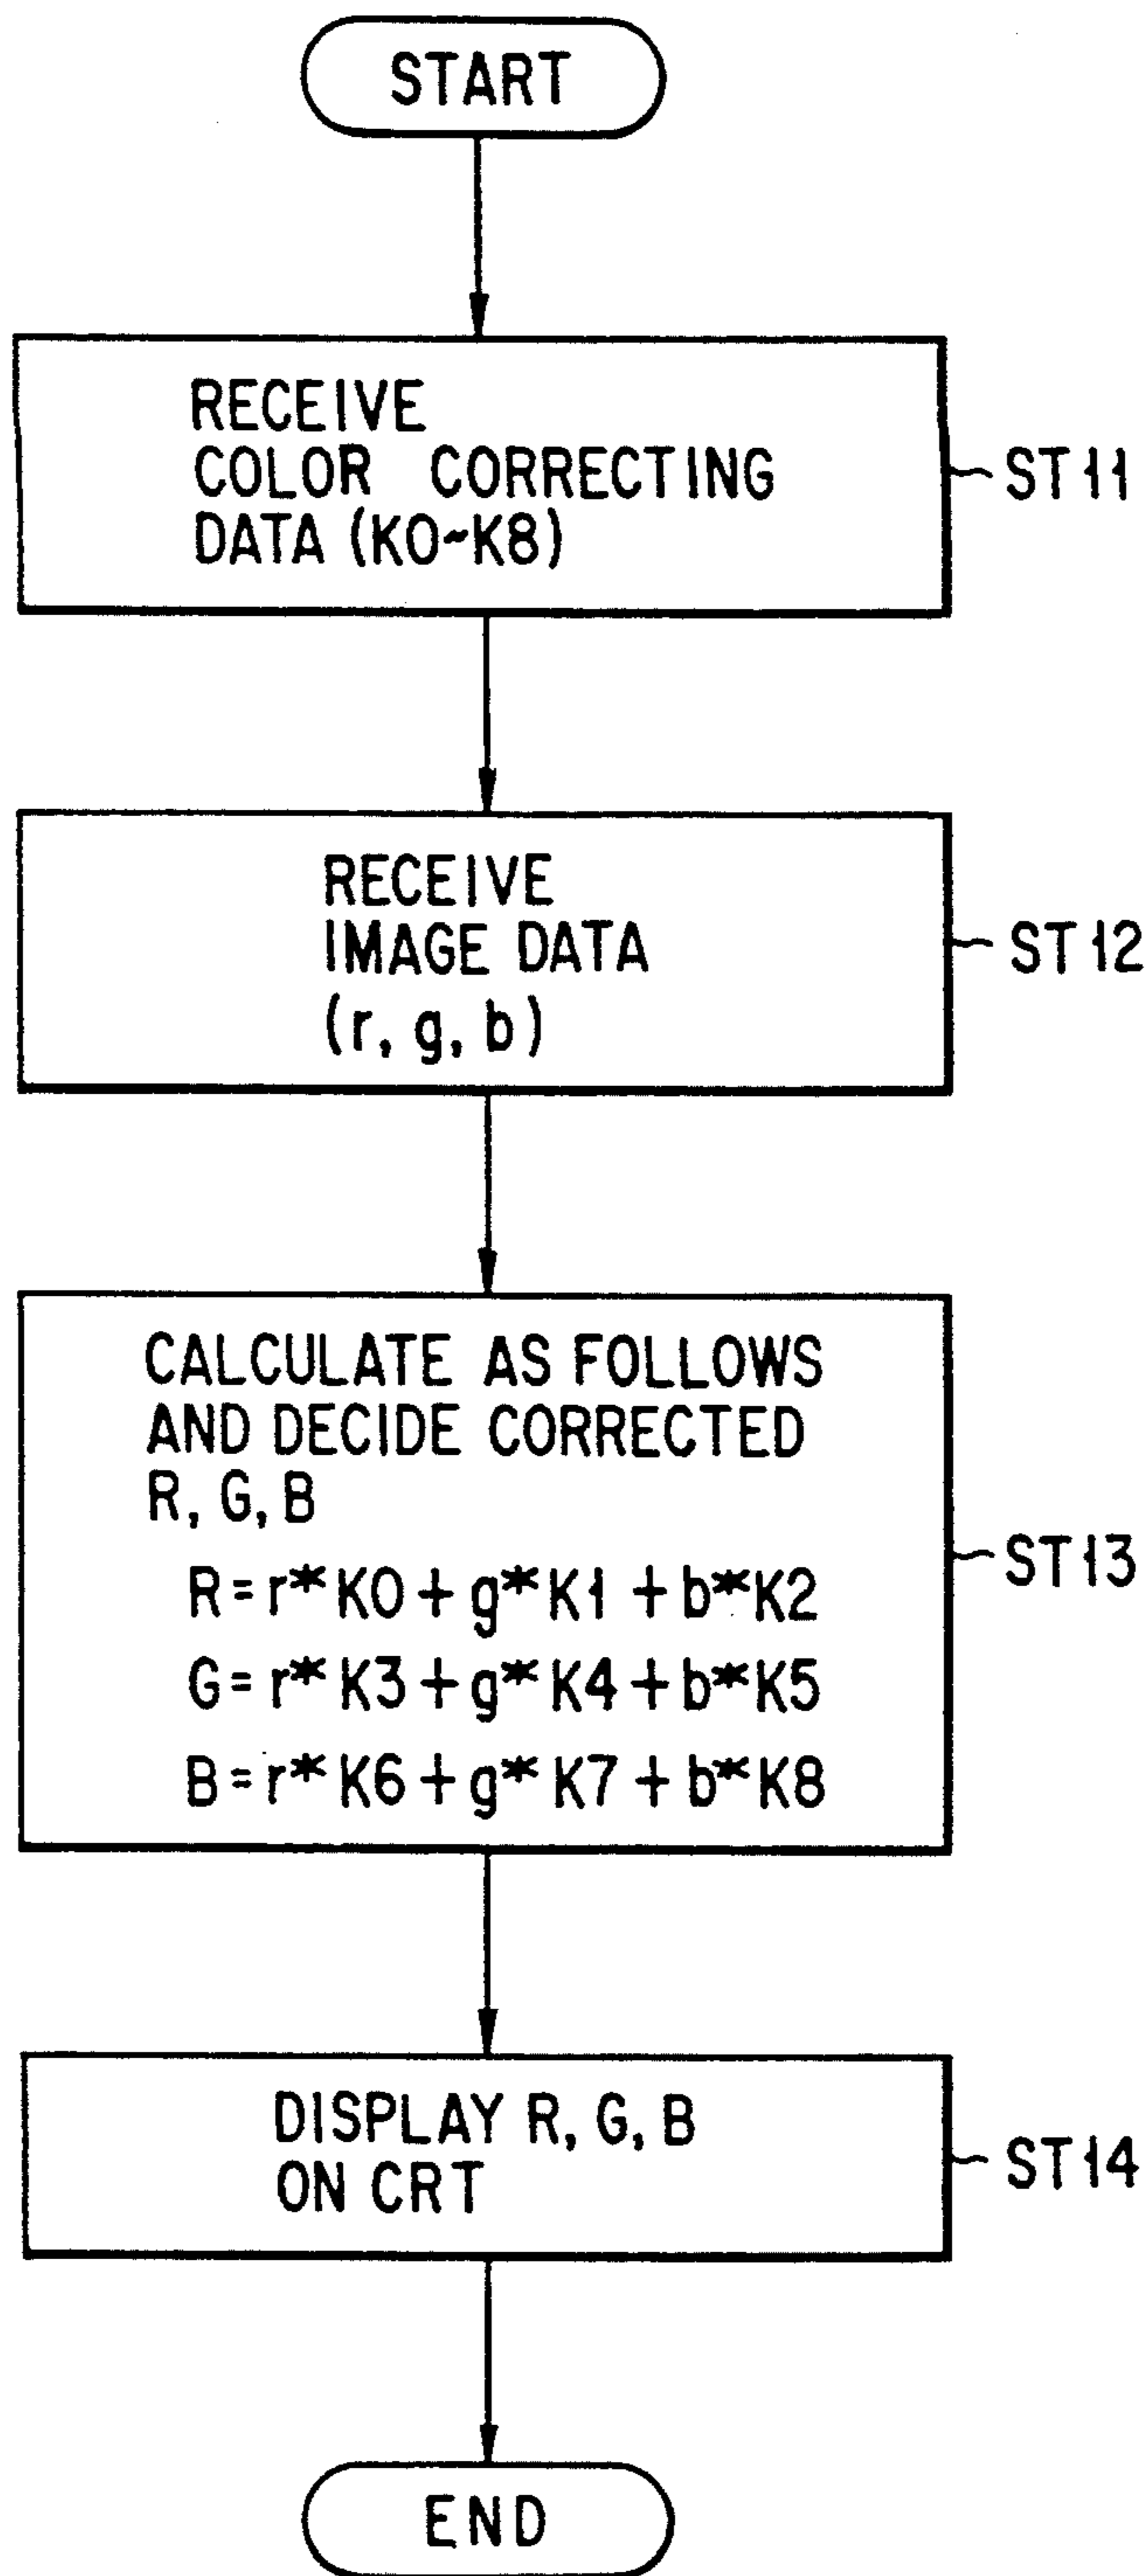 START
RECEIVE
COLOR CORRECTING
DATA (K0~K8)
ST11
RECEIVE
IMAGE DATA
(r, g, b)
ST12
CALCULATE AS FOLLOWS
AND DECIDE CORRECTED
R, G, B
R = r* K0 + g* K1 + b* K2
G = r* K3 + g* K4 + b* K5
B = r* K6 + g* K7 + b* K8
ST13
DISPLAY R, G, B
ON CRT
ST14
END